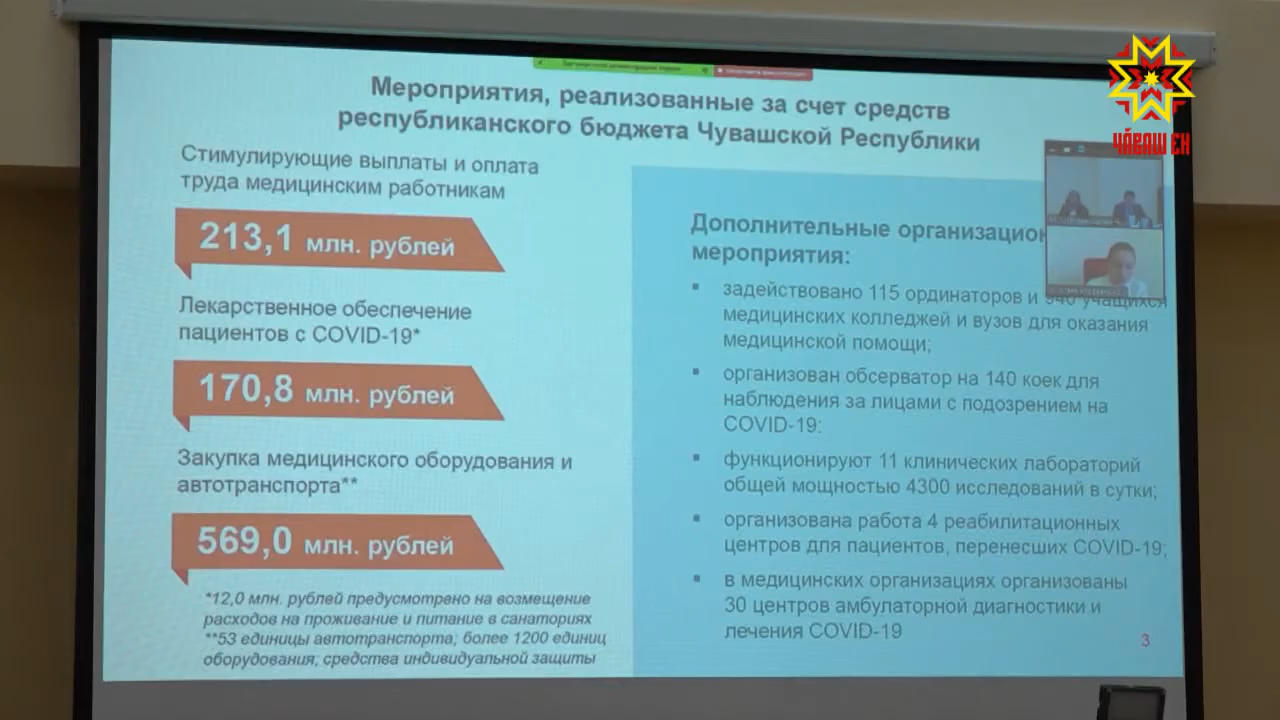 Мероприятия, реализованные за счет средств
республиканского бюджета Чувашской Республики
ЧӐВАШ ЕН
Стимулирующие выплаты и оплата
труда медицинским работникам
213,1 млн. рублей
Лекарственное обеспечение
пациентов с COVID-19*
170,8 млн. рублей
Закупка медицинского оборудования и
автотранспорта**
569,0 млн. рублей
*12,0 млн. рублей предусмотрено на возмещение
расходов на проживание и питание в санаториях
**53 единицы автотранспорта; более 1200 единиц
оборудования; средства индивидуальной защиты
Дополнительные организацион
мероприятия:
▪ задействовано 115 ординаторов и учащихся
медицинских колледжей и вузов для оказания
медицинской помощи;
▪ организован обсерватор на 140 коек для
наблюдения за лицами с подозрением на
COVID-19:
▪ функционируют 11 клинических лабораторий
общей мощностью 4300 исследований в сутки;
▪ организована работа 4 реабилитационных
центров для пациентов, перенесших COVID-19;
▪ в медицинских организациях организованы
30 центров амбулаторной диагностики и
лечения COVID-19
3